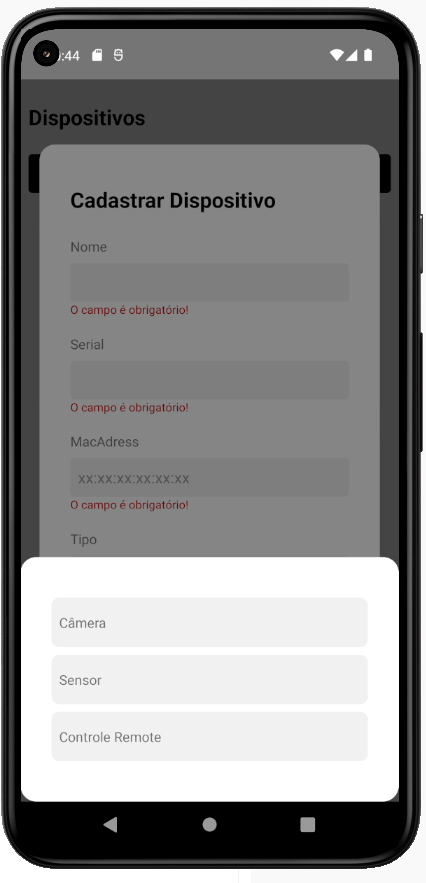 :44
Dispositivos
Cadastrar Dispositivo
Nome
O campo é obrigatório!
Serial
O campo é obrigatório!
MacAdress
xx:xx:xx:xx:xx:xx
O campo é obrigatório!
Tipo
Câmera
Sensor
Controle Remote